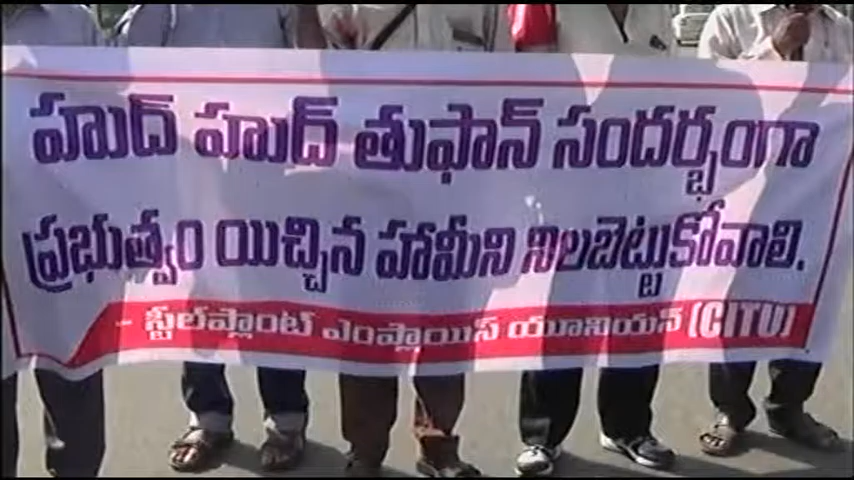 హుద్ హుద్ తుఫాన్ సందర్భంగా
ప్రభుత్వం యిచ్చిన హామీని నిలబెట్టుకోవాలి.
- స్టీల్‌ప్లాంట్ ఎంప్లాయిస్ యూనియన్ (CITU)